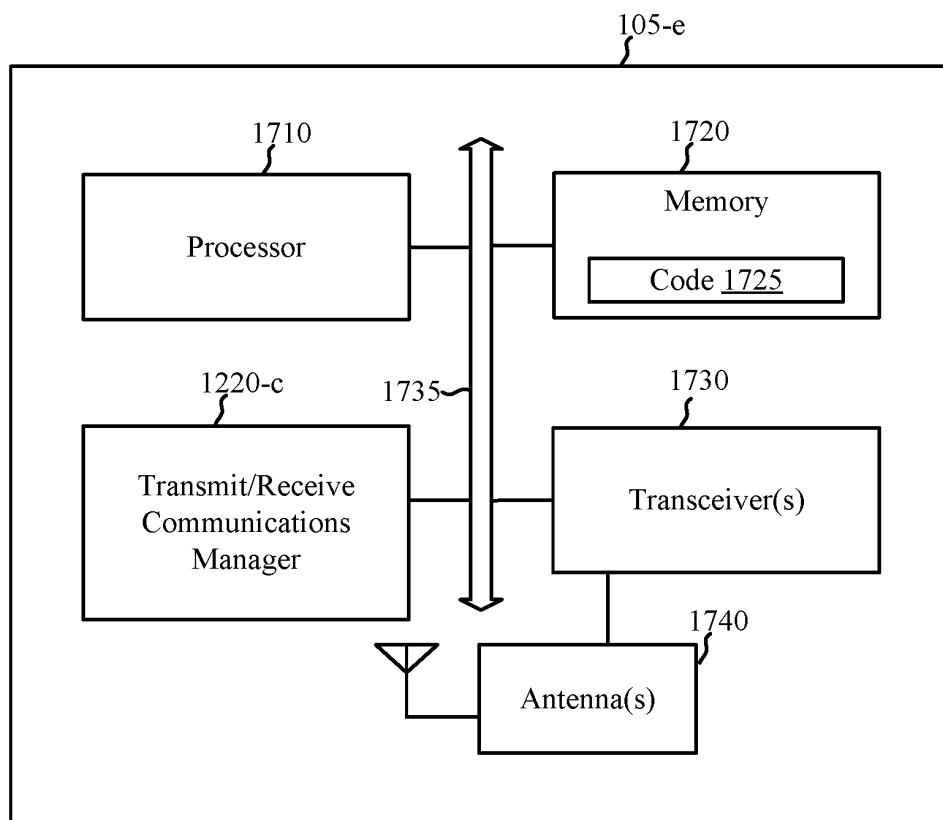 105-e
1710
1720
Processor
Memory
Code 1725
1220-c
1735
1730
Transmit/Receive
Communications
Manager
Transceiver(s)
1740
Antenna(s)